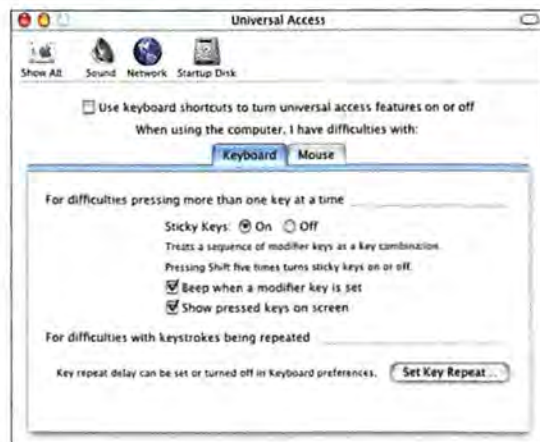 Universal Access
Show All Sound Network Startup Disk
Use keyboard shortcuts to turn universal access features on or off
When using the computer, I have difficulties with:
Keyboard Mouse
For difficulties pressing more than one key at a time
Sticky Keys: On Off
Treats a sequence of modifier keys as a key combination.
Pressing Shift five times turns sticky keys on or off.
Beep when a modifier key is set
Show pressed keys on screen
For difficulties with keystrokes being repeated
Key repeat delay can be set or turned off in Keyboard preferences. Set Key Repeat...